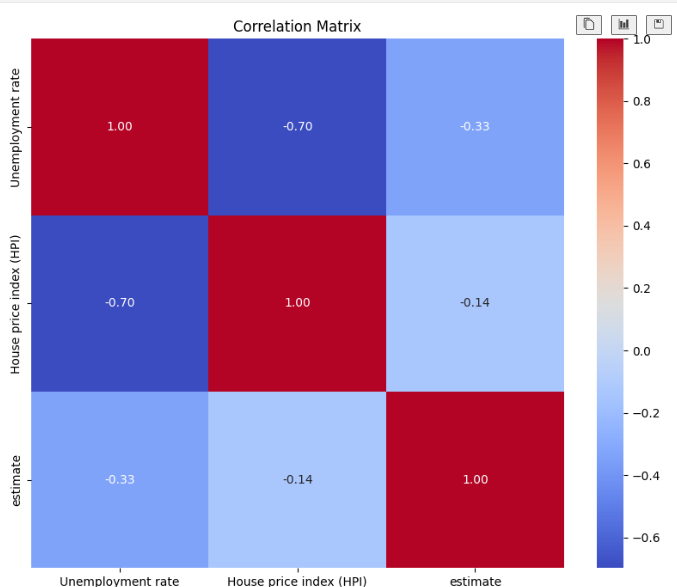 Correlation Matrix
Unemployment rate
1.00
-0.70
-0.33
House price index (HPI)
-0.70
1.00
-0.14
estimate
-0.33
-0.14
1.00
Unemployment rate
House price index (HPI)
estimate
1.0
0.8
0.6
0.4
0.2
0.0
−0.2
−0.4
−0.6